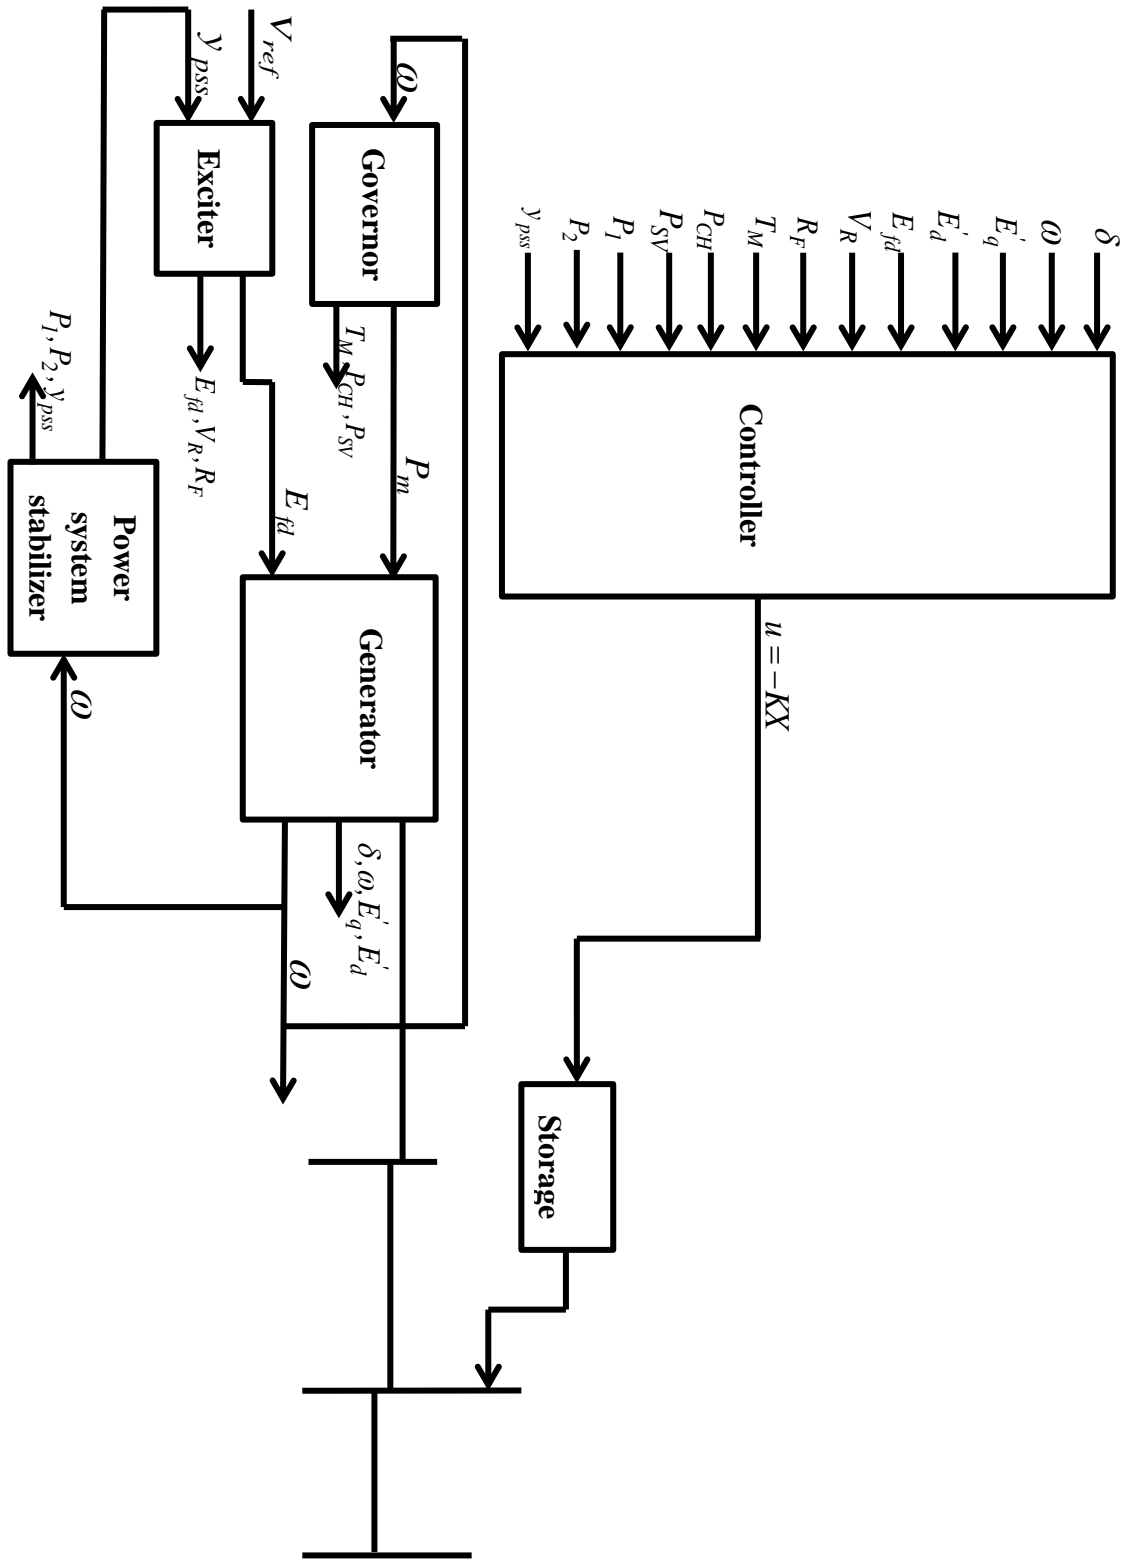 δ
ω
E'q
E'd
Efd
VR
RF
TM
PCH
PSV
P1
P2
ypss
Controller
u = −KX
Storage
ω
Governor
TM, PCH, PSV
Pm
Vref
ypss
Exciter
Efd, VR, RF
Efd
Generator
δ, ω, E'q, E'd
ω
P1, P2, ypss
Power
system
stabilizer
ω